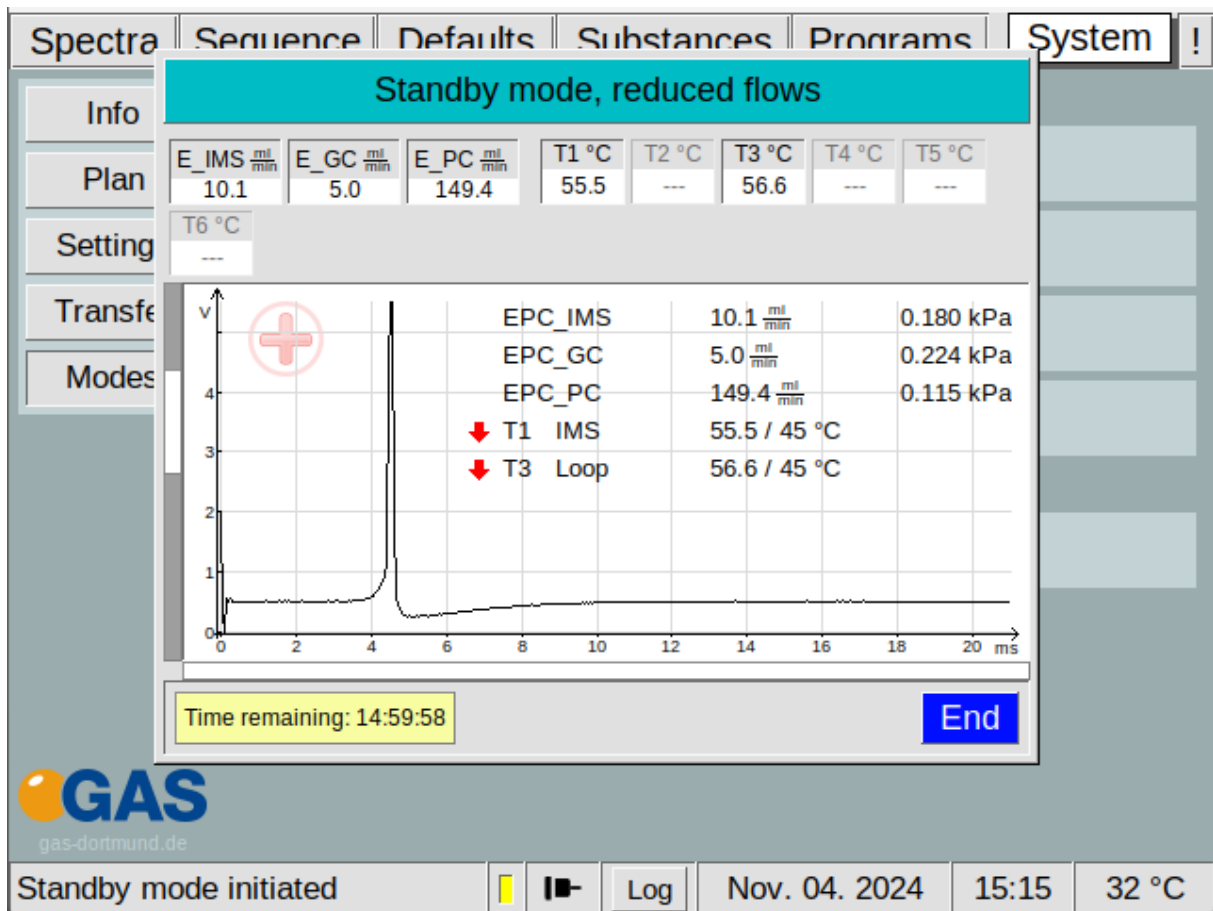 Spectra Sequence Defaults Substances Programs System !
Standby mode, reduced flows
Info
Plan
Setting
Transfe
Modes
E_IMS ml/min E_GC ml/min E_PC ml/min T1 °C T2 °C T3 °C T4 °C T5 °C
10.1 5.0 149.4 55.5 --- 56.6 --- ---
T6 °C
---
V
EPC_IMS 10.1 ml/min 0.180 kPa
EPC_GC 5.0 ml/min 0.224 kPa
EPC_PC 149.4 ml/min 0.115 kPa
T1 IMS 55.5 / 45 °C
T3 Loop 56.6 / 45 °C
4
3
2
1
0
0 2 4 6 8 10 12 14 16 18 20 ms
Time remaining: 14:59:58 End
GAS
gas-dortmund.de
Standby mode initiated Log Nov. 04. 2024 15:15 32 °C